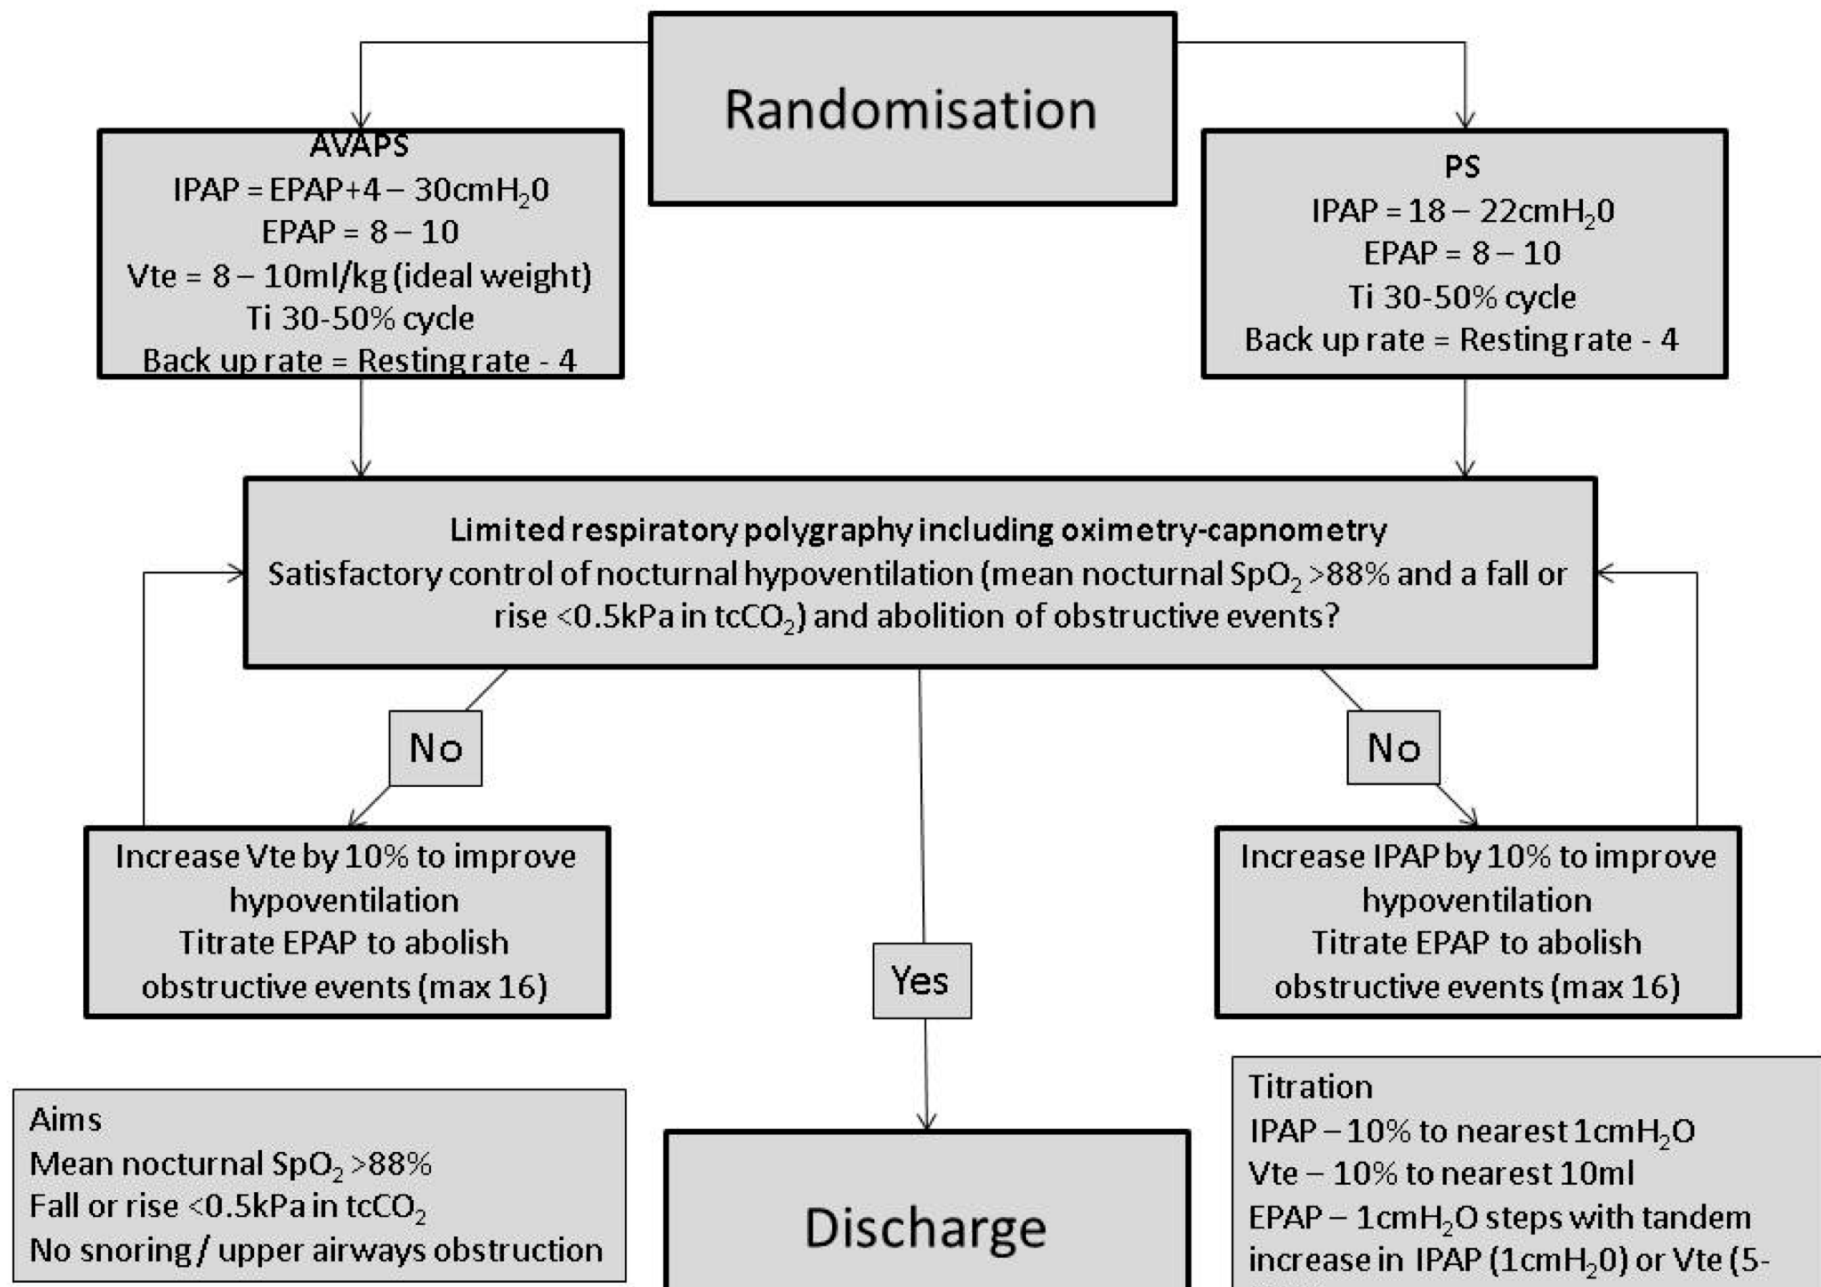 Randomisation
AVAPS
IPAP = EPAP+4 – 30cmH₂0
EPAP = 8 – 10
Vte = 8 – 10ml/kg (ideal weight)
Ti 30-50% cycle
Back up rate = Resting rate - 4
PS
IPAP = 18 – 22cmH₂0
EPAP = 8 – 10
Ti 30-50% cycle
Back up rate = Resting rate - 4
Limited respiratory polygraphy including oximetry-capnometry
Satisfactory control of nocturnal hypoventilation (mean nocturnal SpO₂ >88% and a fall or
rise <0.5kPa in tcCO₂) and abolition of obstructive events?
No
No
Increase Vte by 10% to improve
hypoventilation
Titrate EPAP to abolish
obstructive events (max 16)
Increase IPAP by 10% to improve
hypoventilation
Titrate EPAP to abolish
obstructive events (max 16)
Yes
Aims
Mean nocturnal SpO₂ >88%
Fall or rise <0.5kPa in tcCO₂
No snoring / upper airways obstruction
Discharge
Titration
IPAP – 10% to nearest 1cmH₂O
Vte – 10% to nearest 10ml
EPAP – 1cmH₂O steps with tandem
increase in IPAP (1cmH₂0) or Vte (5-